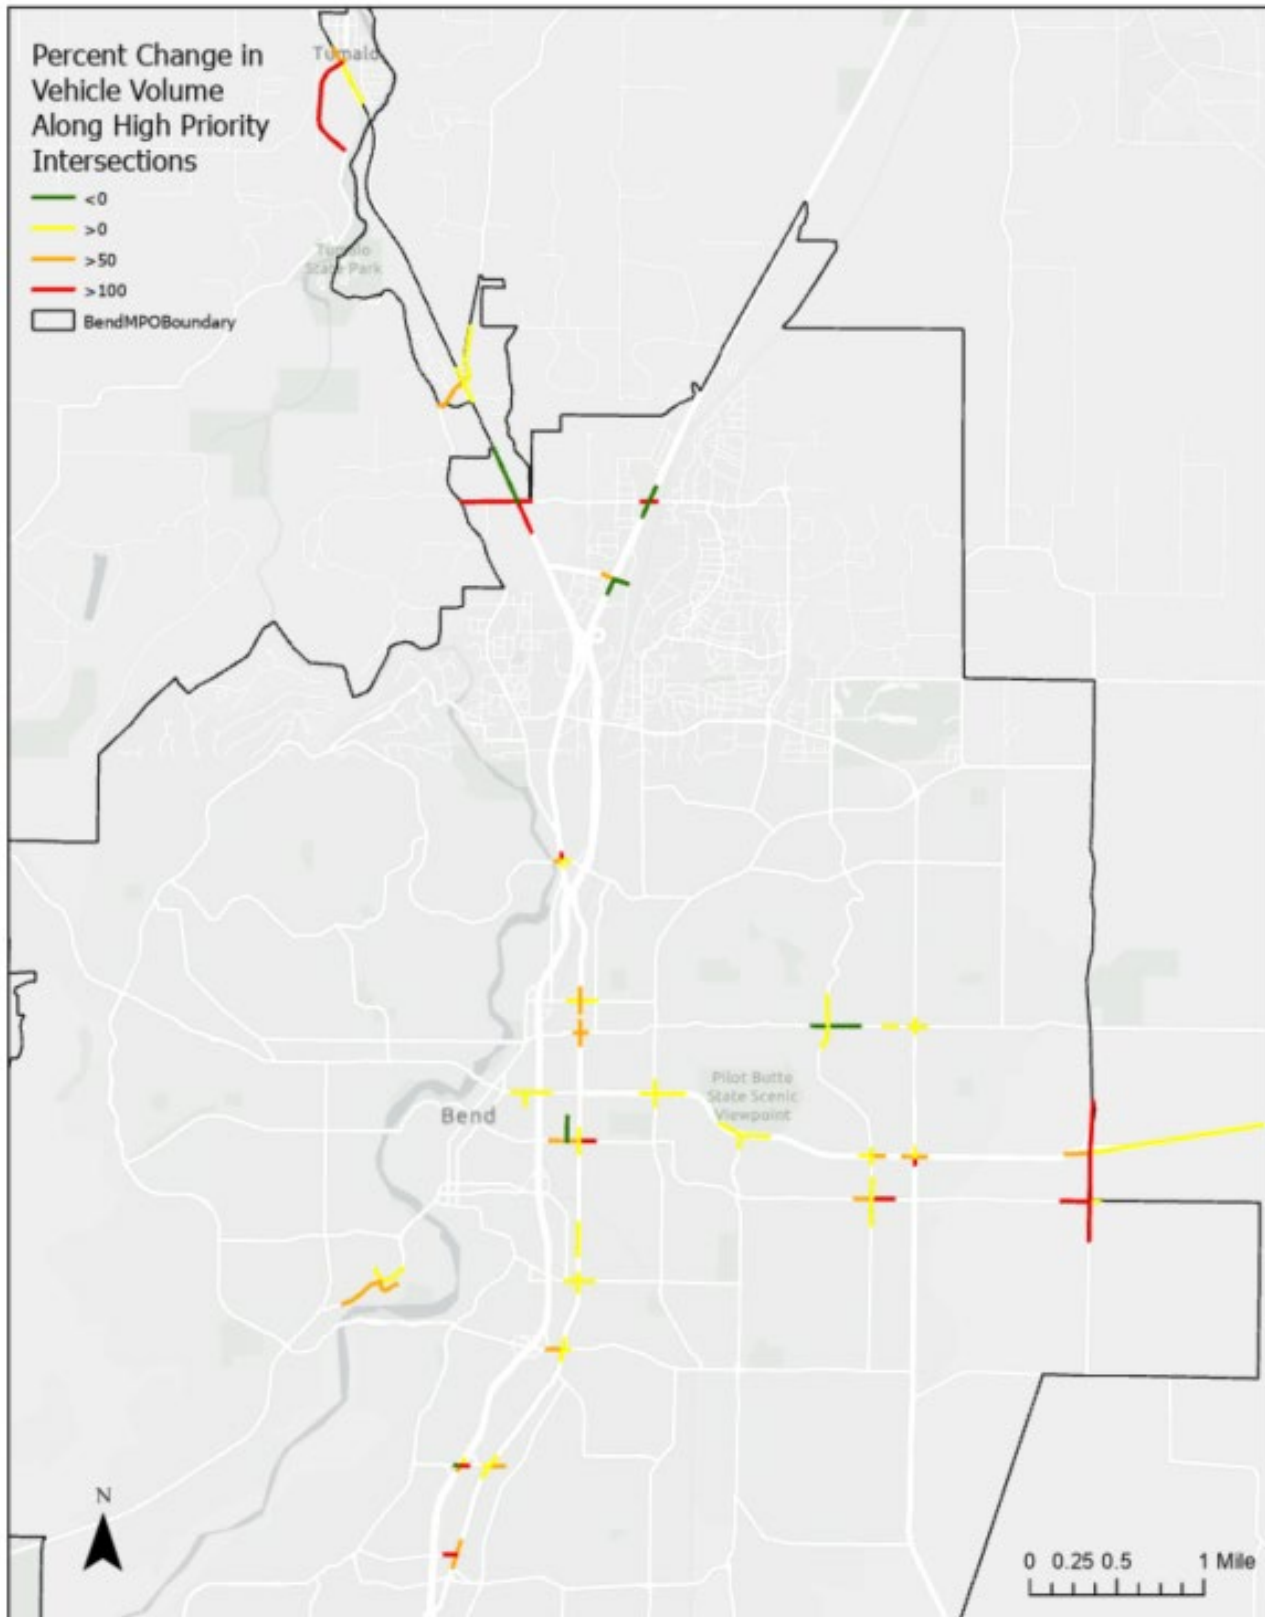 Percent Change in
Vehicle Volume
Along High Priority
Intersections
<0
>0
>50
>100
BendMPOBoundary
Tumalo
Tumalo
State Park
Pilot Butte
State Scenic
Viewpoint
Bend
N
0 0.25 0.5 1 Mile